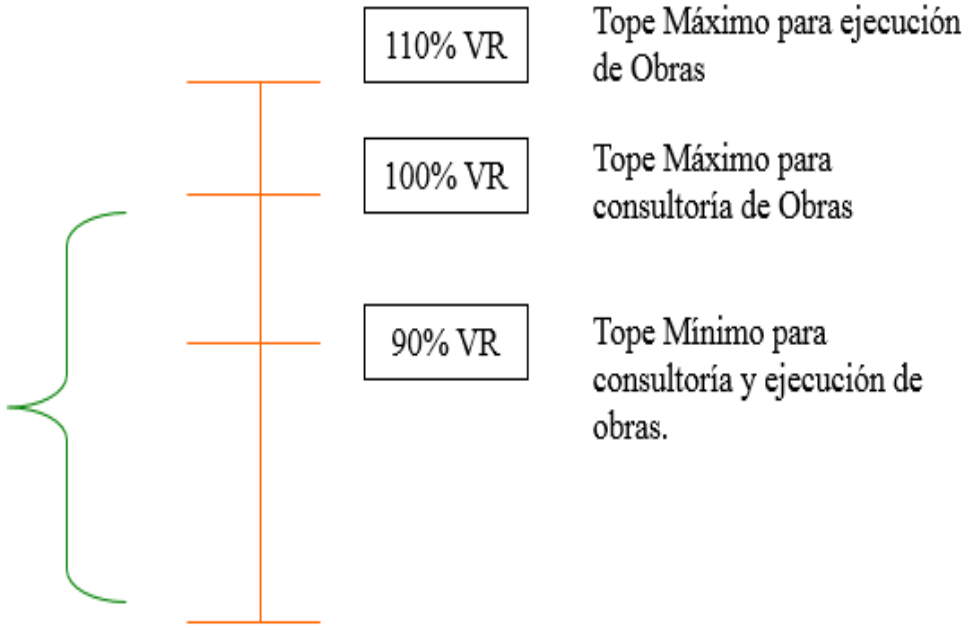 110% VR
Tope Máximo para ejecución
de Obras
100% VR
Tope Máximo para
consultoría de Obras
90% VR
Tope Mínimo para
consultoría y ejecución de
obras.